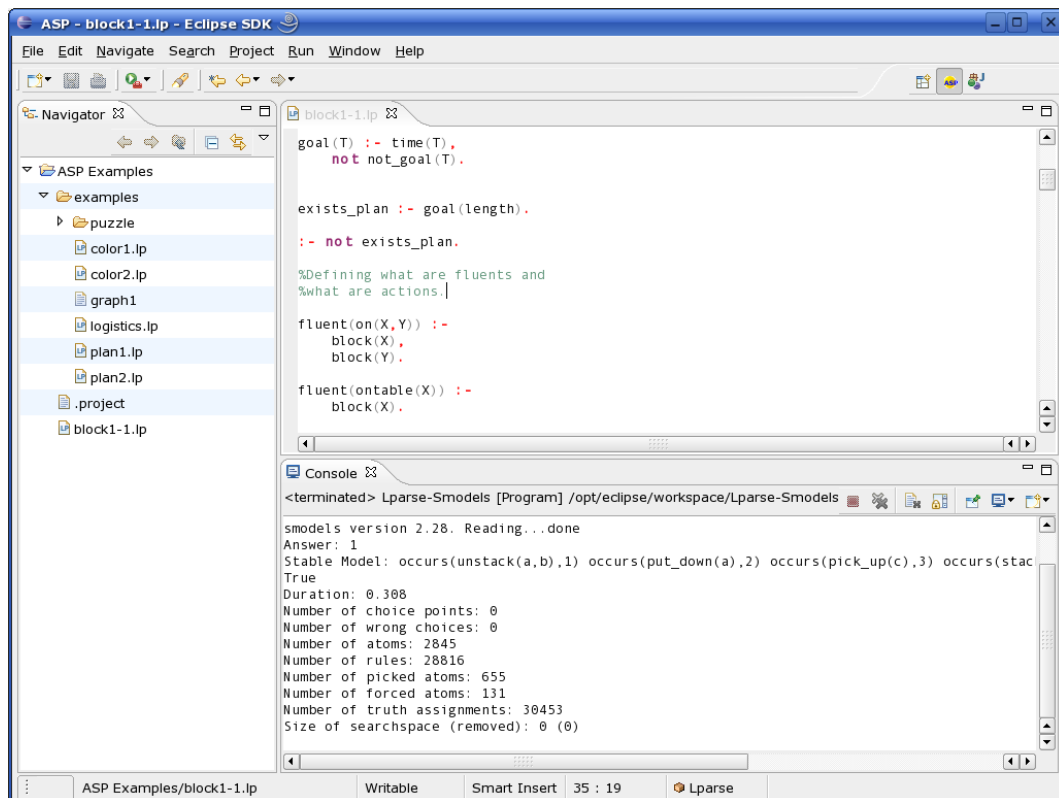 ASP - block1-1.lp - Eclipse SDK
File Edit Navigate Search Project Run Window Help
Navigator
ASP Examples
examples
puzzle
color1.lp
color2.lp
graph1
logistics.lp
plan1.lp
plan2.lp
.project
block1-1.lp
block1-1.lp
goal(T) :- time(T),
    not not_goal(T).
exists_plan :- goal(length).
:- not exists_plan.
%Defining what are fluents and
%what are actions.
fluent(on(X,Y)) :-
    block(X),
    block(Y).
fluent(ontable(X)) :-
    block(X).
Console
<terminated> Lparse-Smodels [Program] /opt/eclipse/workspace/Lparse-Smodels
smodels version 2.28. Reading...done
Answer: 1
Stable Model: occurs(unstack(a,b),1) occurs(put_down(a),2) occurs(pick_up(c),3) occurs(stac
True
Duration: 0.308
Number of choice points: 0
Number of wrong choices: 0
Number of atoms: 2845
Number of rules: 28816
Number of picked atoms: 655
Number of forced atoms: 131
Number of truth assignments: 30453
Size of searchspace (removed): 0 (0)
ASP Examples/block1-1.lp Writable Smart Insert 35 : 19 Lparse